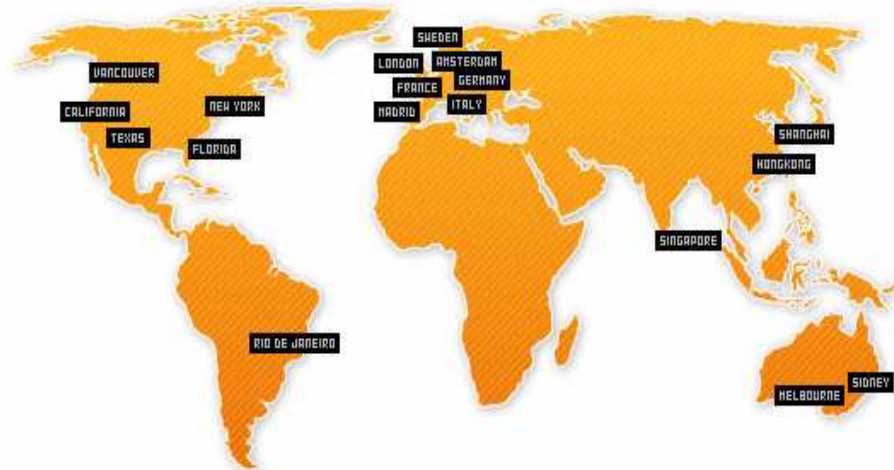 SWEDEN
LONDON
AMSTERDAM
VANCOUVER
GERMANY
FRANCE
NEW YORK
ITALY
CALIFORNIA
MADRID
TEXAS
SHANGHAI
FLORIDA
HONGKONG
SINGAPORE
RIO DE JANEIRO
SIDNEY
MELBOURNE